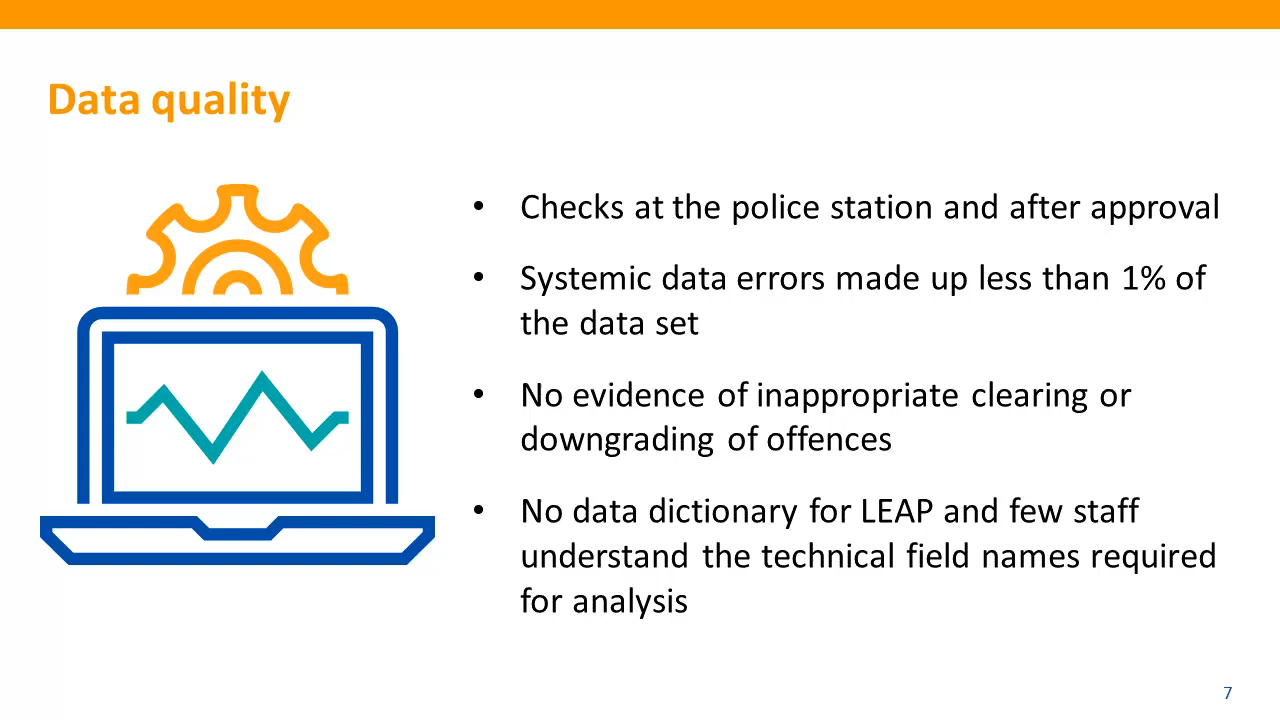 Data quality
• Checks at the police station and after approval
• Systemic data errors made up less than 1% of
the data set
• No evidence of inappropriate clearing or
downgrading of offences
• No data dictionary for LEAP and few staff
understand the technical field names required
for analysis
7